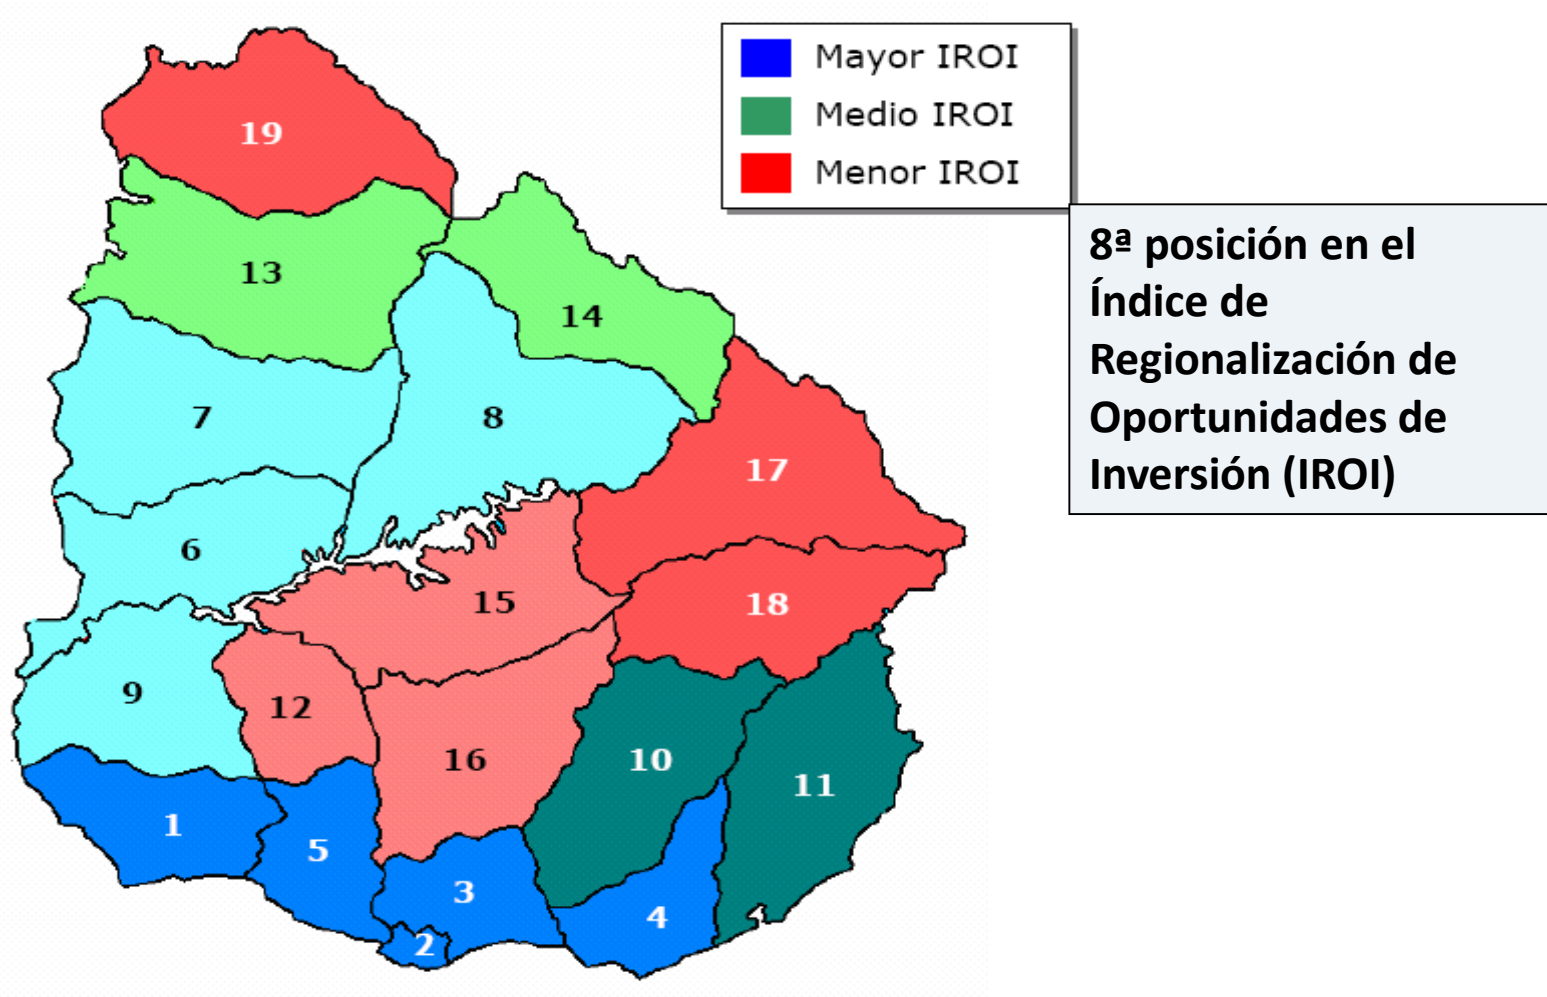 Mayor IROI
Medio IROI
Menor IROI
8ª posición en el
Índice de
Regionalización de
Oportunidades de
Inversión (IROI)
19
13
14
7
8
17
6
15
18
9
12
16
10
11
1
5
3
4
2